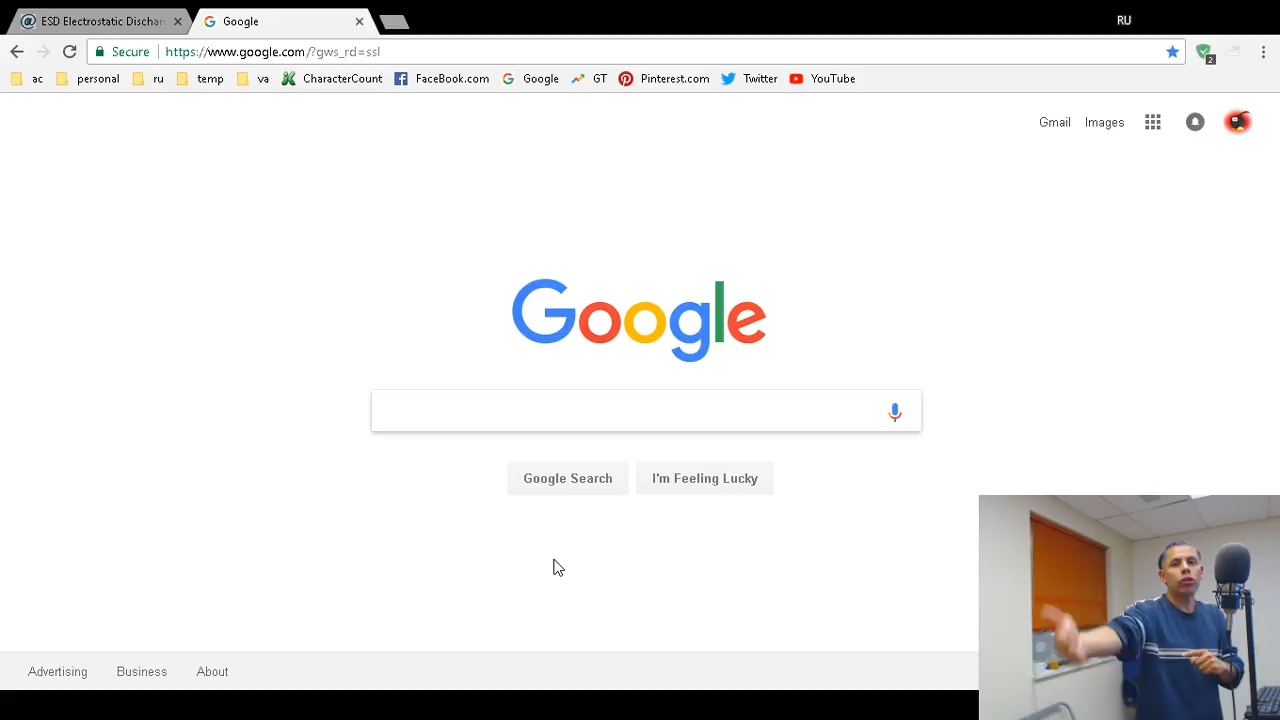 ESD Electrostatic Dischar
Google
RU
Secure
https://www.google.com/?gws_rd=ssl
2
ac
personal
ru
temp
va
CharacterCount
FaceBook.com
Google
GT
Pinterest.com
Twitter
YouTube
Gmail
Images
Google
Google Search
I'm Feeling Lucky
Advertising
Business
About